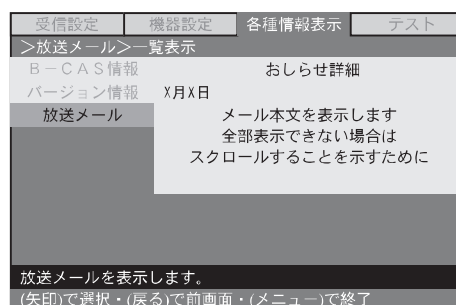 受信設定 機器設定 各種情報表示 テスト
＞放送メール＞一覧表示
B－CAS情報 おしらせ詳細
バージョン情報 X月X日
放送メール メール本文を表示します
全部表示できない場合は
スクロールすることを示すために
放送メールを表示します。
(矢印)で選択・(戻る)で前画面・(メニュー)で終了